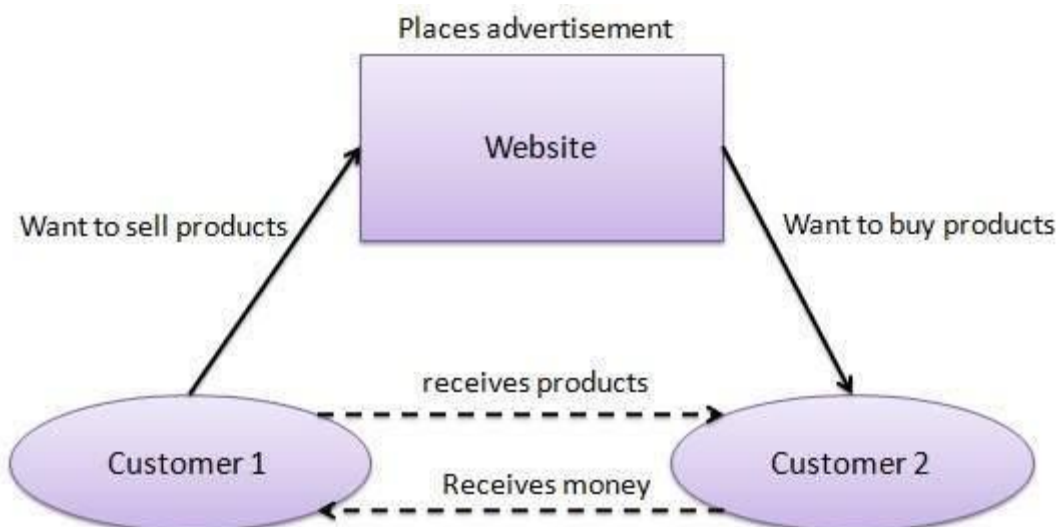 Places advertisement
Website
Want to sell products
Want to buy products
receives products
Customer 1
Customer 2
Receives money